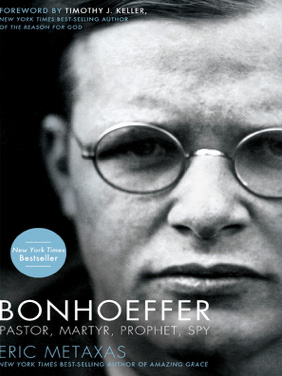 FOREWORD BY TIMOTHY J. KELLER,
NEW YORK TIMES BEST-SELLING AUTHOR
OF THE REASON FOR GOD
New York Times
Bestseller
BONHOEFFER
PASTOR, MARTYR, PROPHET, SPY
ERIC METAXAS
NEW YORK TIMES BEST-SELLING AUTHOR OF AMAZING GRACE